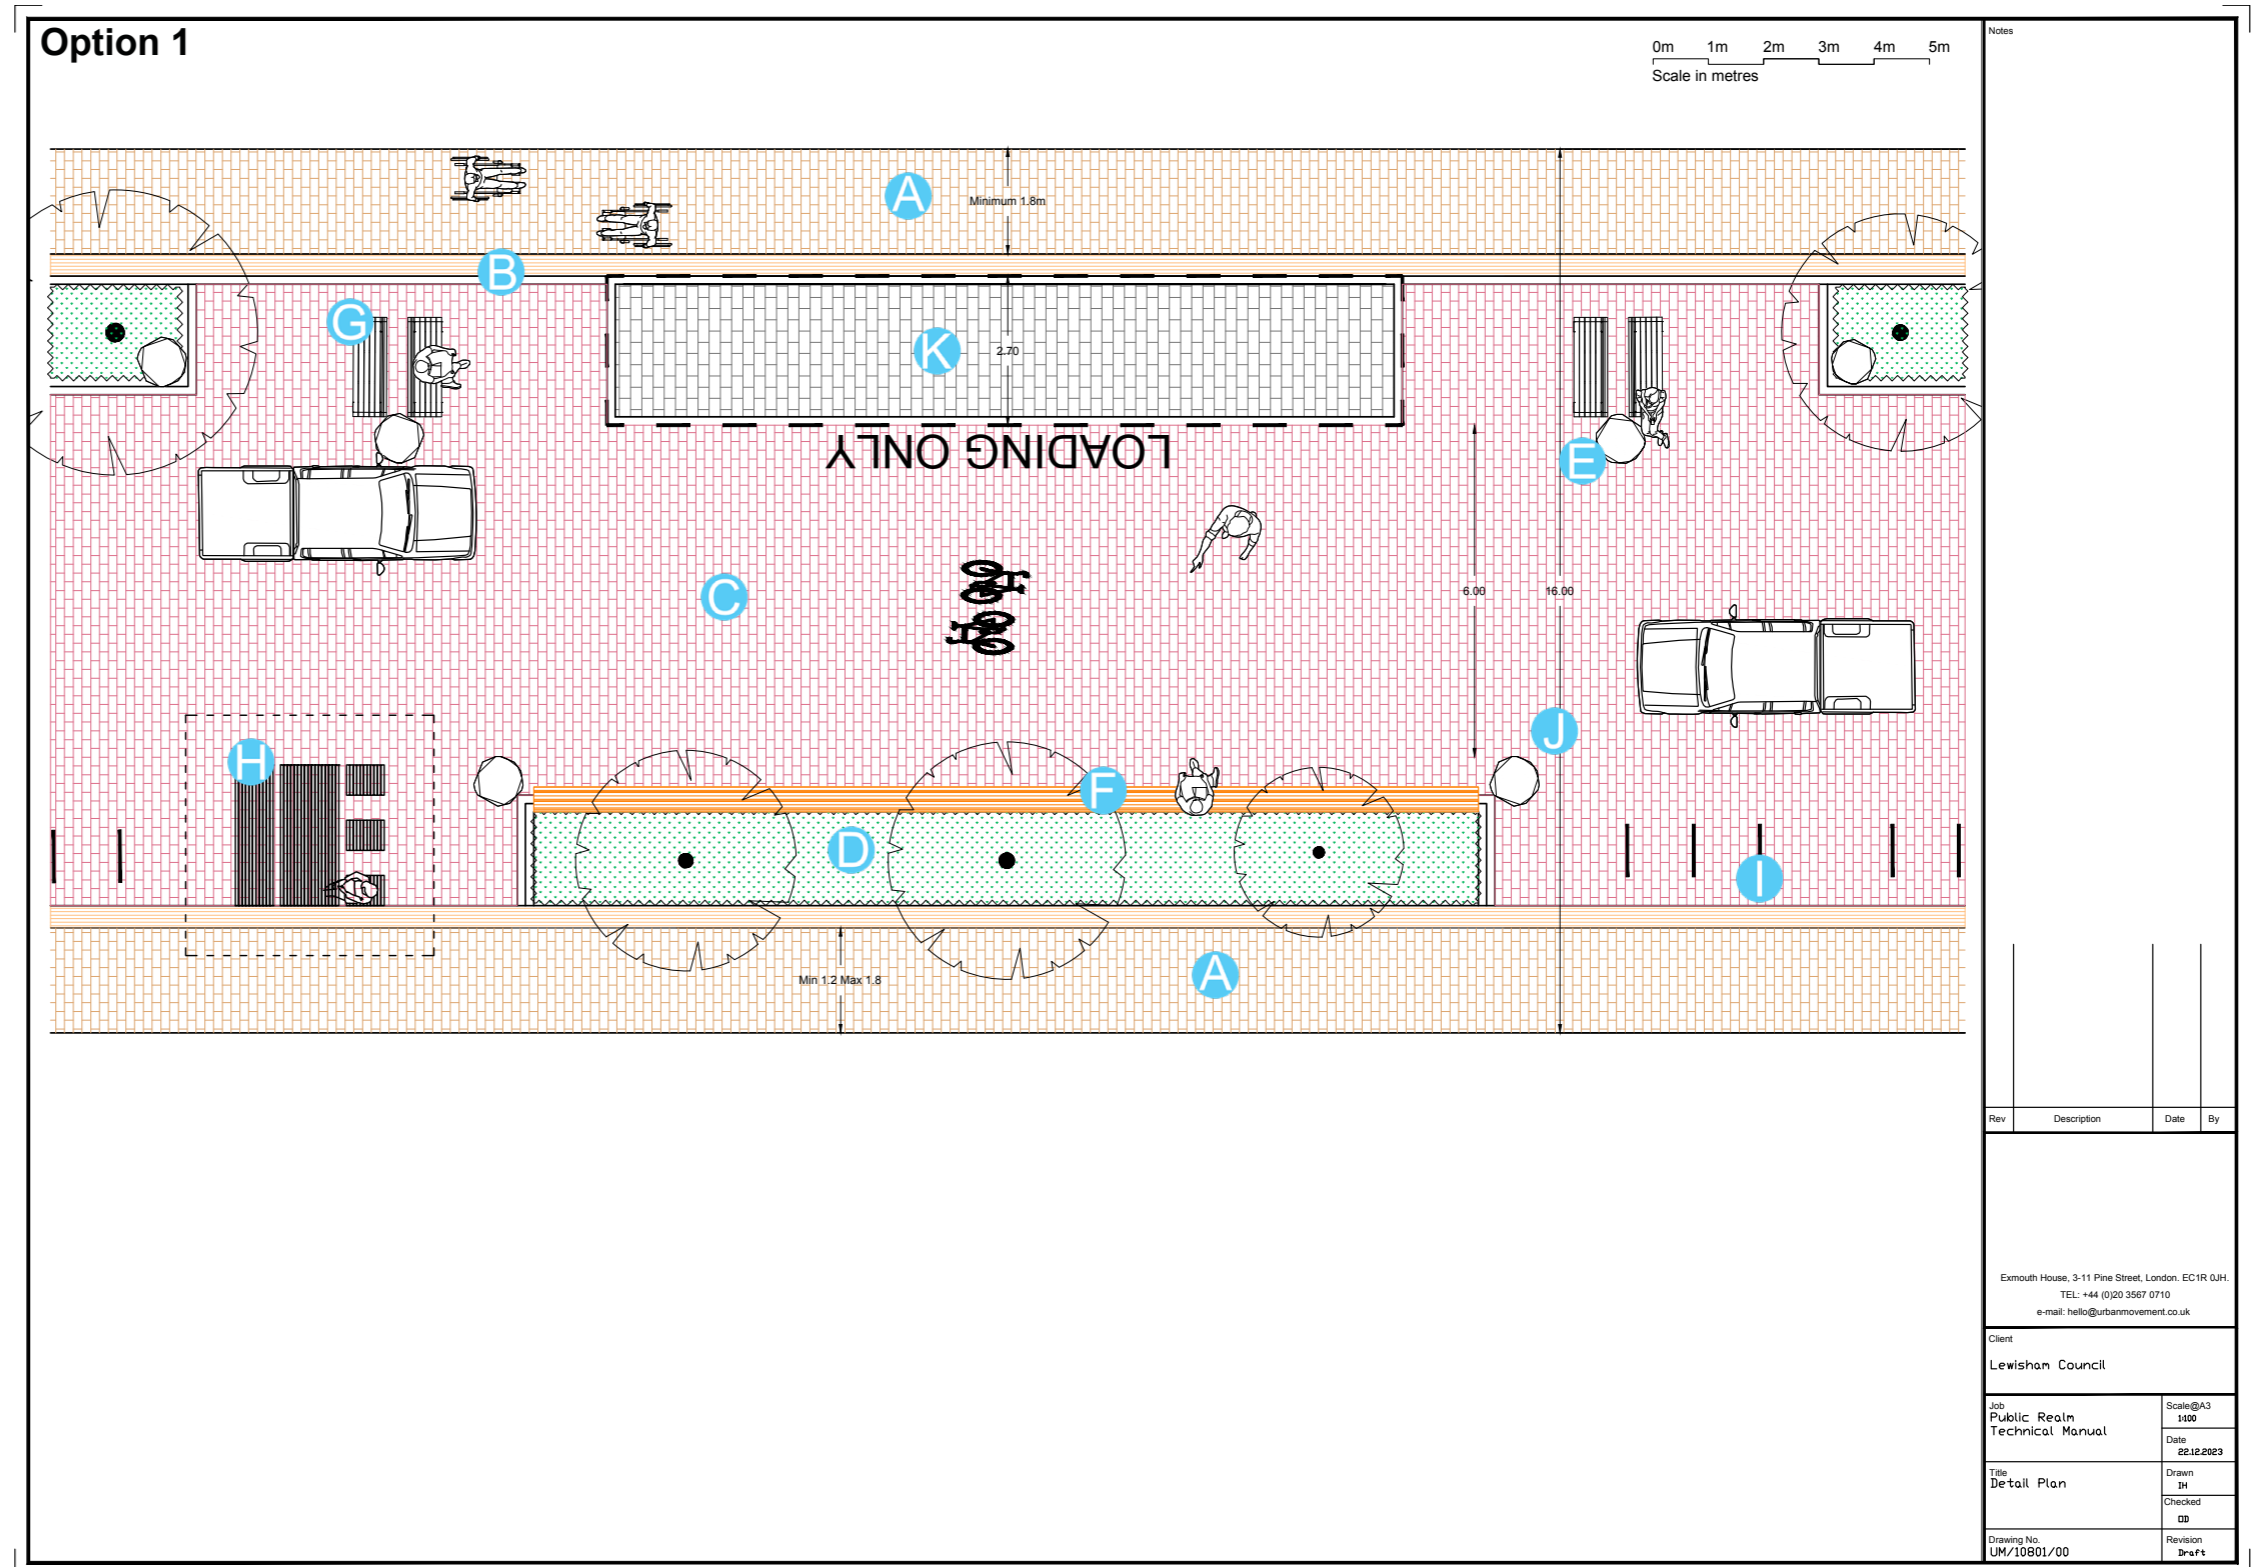 Option 1
0m 1m 2m 3m 4m 5m
Scale in metres
A
Minimum 1.8m
B
G
K
2.70
LOADING ONLY
E
C
6.00
16.00
J
H
F
D
I
A
Min 1.2 Max 1.8
Notes
Rev Description Date By
Exmouth House, 3-11 Pine Street, London. EC1R 0JH.
TEL: +44 (0)20 3567 0710
e-mail: hello@urbanmovement.co.uk
Client
Lewisham Council
Job
Public Realm
Technical Manual
Scale@A3
1:100
Date
22.12.2023
Title
Detail Plan
Drawn
IH
Checked
OD
Drawing No.
UM/10801/00
Revision
Draft